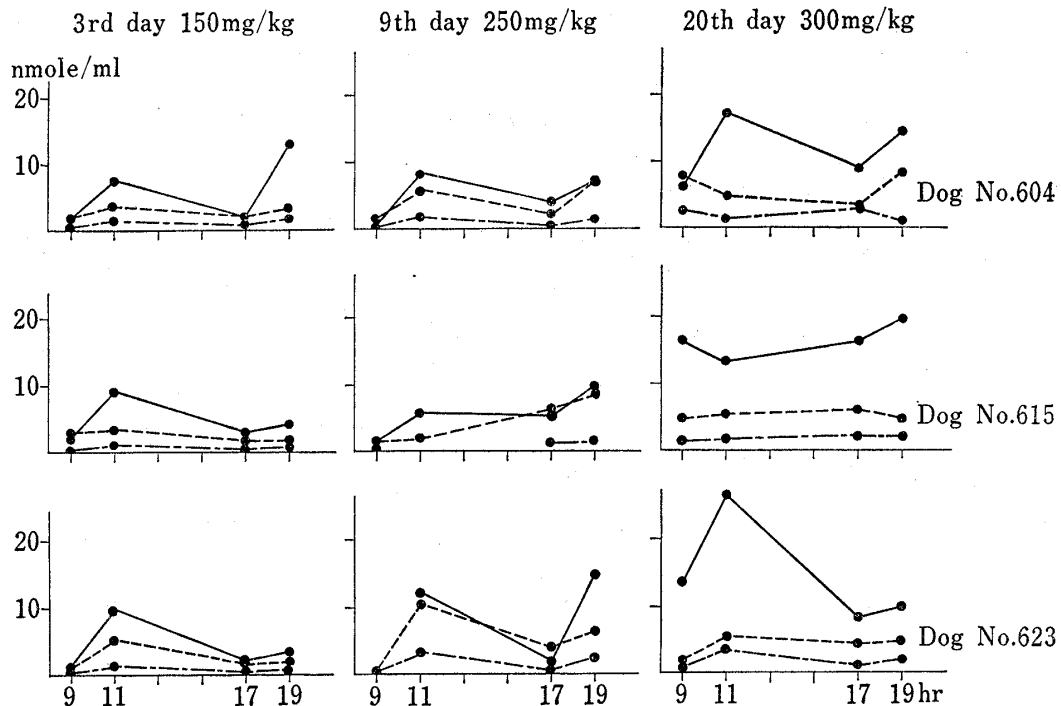 3rd day 150mg/kg 9th day 250mg/kg 20th day 300mg/kg
nmole/ml
20
10
Dog No.604
20
10
Dog No.615
20
10
Dog No.623
9 11 17 19 9 11 17 19 9 11 17 19hr